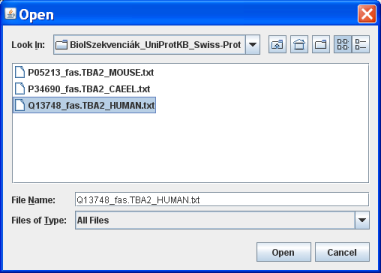 Open
Look In: BiolSzekvenciák_UniProtKB_Swiss-Prot
P05213_fas.TBA2_MOUSE.txt
P34690_fas.TBA2_CAEEL.txt
Q13748_fas.TBA2_HUMAN.txt
File Name: Q13748_fas.TBA2_HUMAN.txt
Files of Type: All Files
Open Cancel